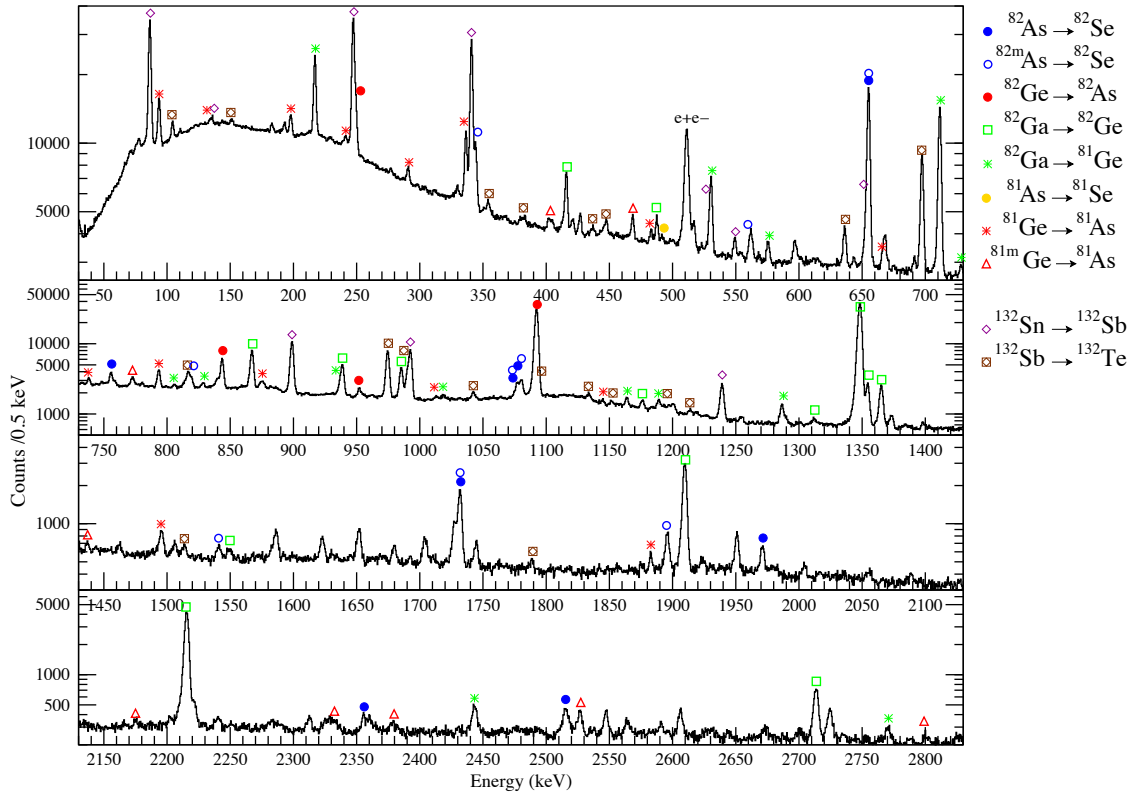 10000
5000
e+e−
50 100 150 200 250 300 350 400 450 500 550 600 650 700
50000
10000
5000
1000
750 800 850 900 950 1000 1050 1100 1150 1200 1250 1300 1350 1400
1000
1450 1500 1550 1600 1650 1700 1750 1800 1850 1900 1950 2000 2050 2100
5000
1000
500
2150 2200 2250 2300 2350 2400 2450 2500 2550 2600 2650 2700 2750 2800
Counts /0.5 keV
Energy (keV)
⁸²As → ⁸²Se
⁸²ᵐAs → ⁸²Se
⁸²Ge → ⁸²As
⁸²Ga → ⁸²Ge
⁸²Ga → ⁸¹Ge
⁸¹As → ⁸¹Se
⁸¹Ge → ⁸¹As
⁸¹ᵐGe → ⁸¹As
¹³²Sn → ¹³²Sb
¹³²Sb → ¹³²Te